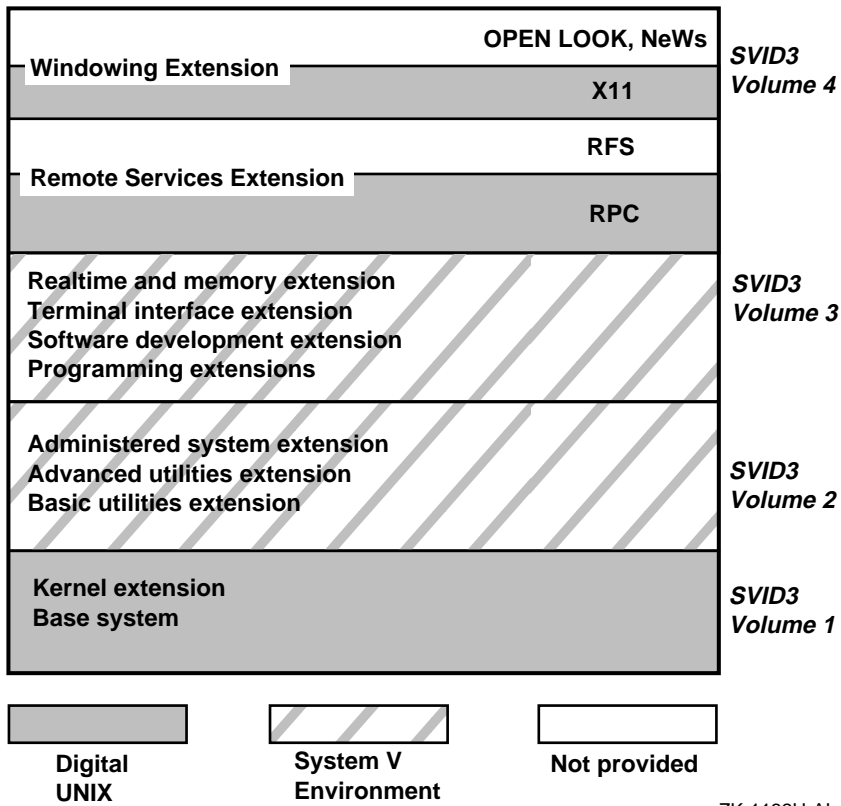 OPEN LOOK, NeWs
Windowing Extension
X11
SVID3
Volume 4
RFS
Remote Services Extension
RPC
Realtime and memory extension
Terminal interface extension
Software development extension
Programming extensions
SVID3
Volume 3
Administered system extension
Advanced utilities extension
Basic utilities extension
SVID3
Volume 2
Kernel extension
Base system
SVID3
Volume 1
Digital
UNIX
System V
Environment
Not provided